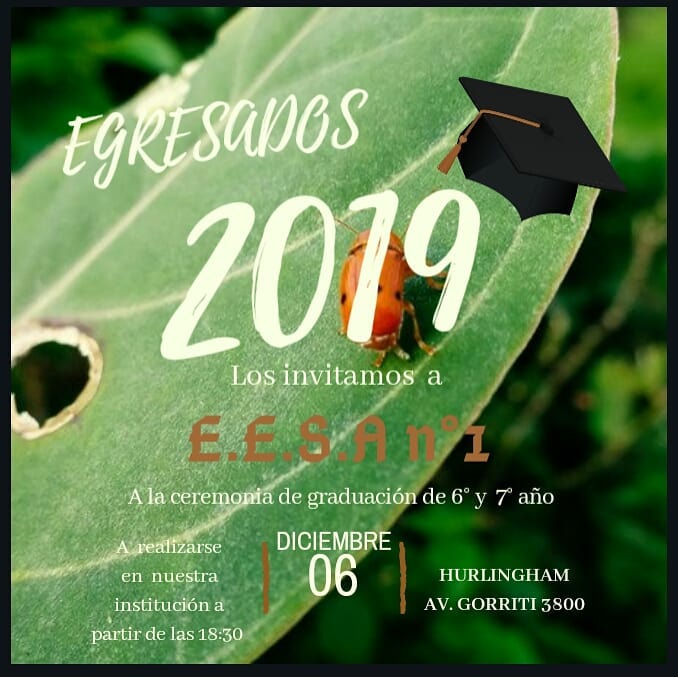 EGRESADOS
2019
Los invitamos a
E.E.S.A n°1
A la ceremonia de graduación de 6° y 7° año
A realizarse
en nuestra
institución a
partir de las 18:30
DICIEMBRE
06
HURLINGHAM
AV. GORRITI 3800